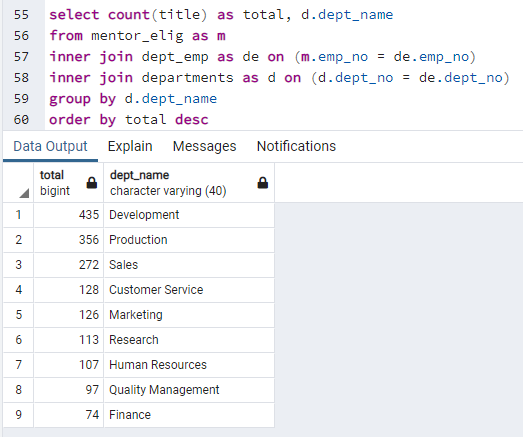 55 select count(title) as total, d.dept_name
56 from mentor_elig as m
57 inner join dept_emp as de on (m.emp_no = de.emp_no)
58 inner join departments as d on (d.dept_no = de.dept_no)
59 group by d.dept_name
60 order by total desc
Data Output Explain Messages Notifications
total dept_name
bigint character varying (40)
1 435 Development
2 356 Production
3 272 Sales
4 128 Customer Service
5 126 Marketing
6 113 Research
7 107 Human Resources
8 97 Quality Management
9 74 Finance